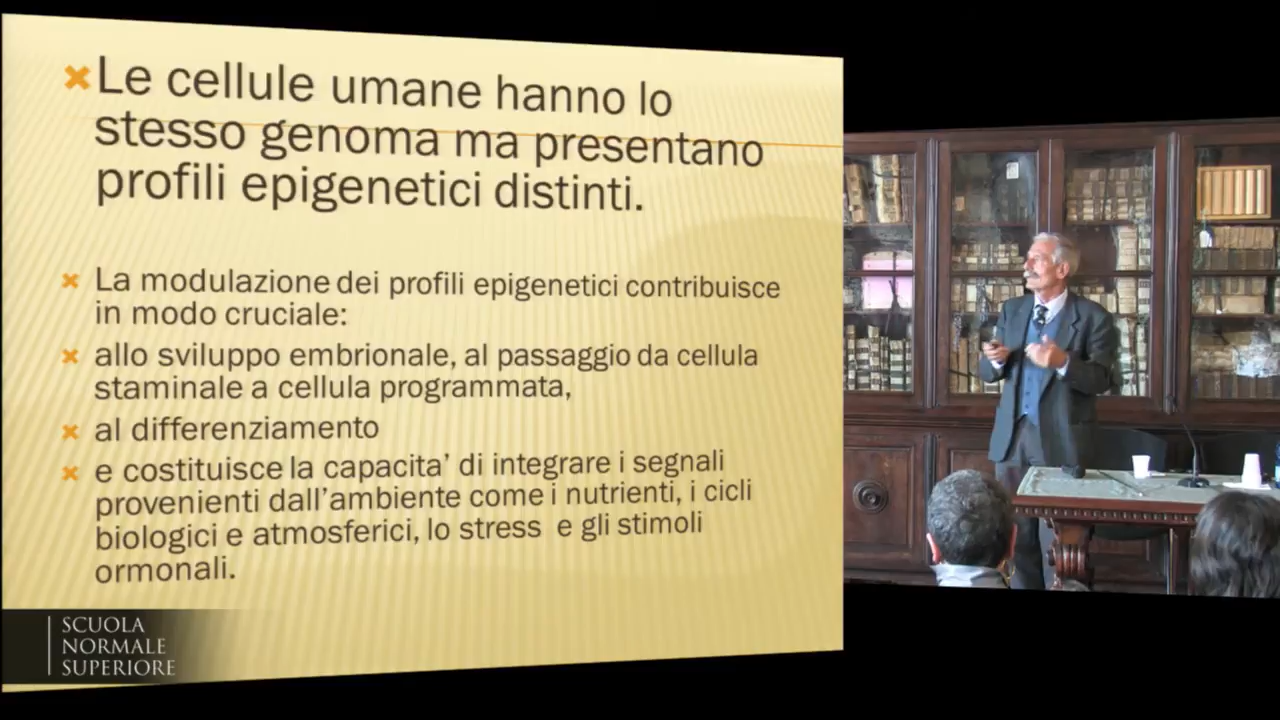 Le cellule umane hanno lo
stesso genoma ma presentano
profili epigenetici distinti.
La modulazione dei profili epigenetici contribuisce
in modo cruciale:
allo sviluppo embrionale, al passaggio da cellula
staminale a cellula programmata,
al differenziamento
e costituisce la capacita' di integrare i segnali
provenienti dall'ambiente come i nutrienti, i cicli
biologici e atmosferici, lo stress e gli stimoli
ormonali.
SCUOLA
NORMALE
SUPERIORE